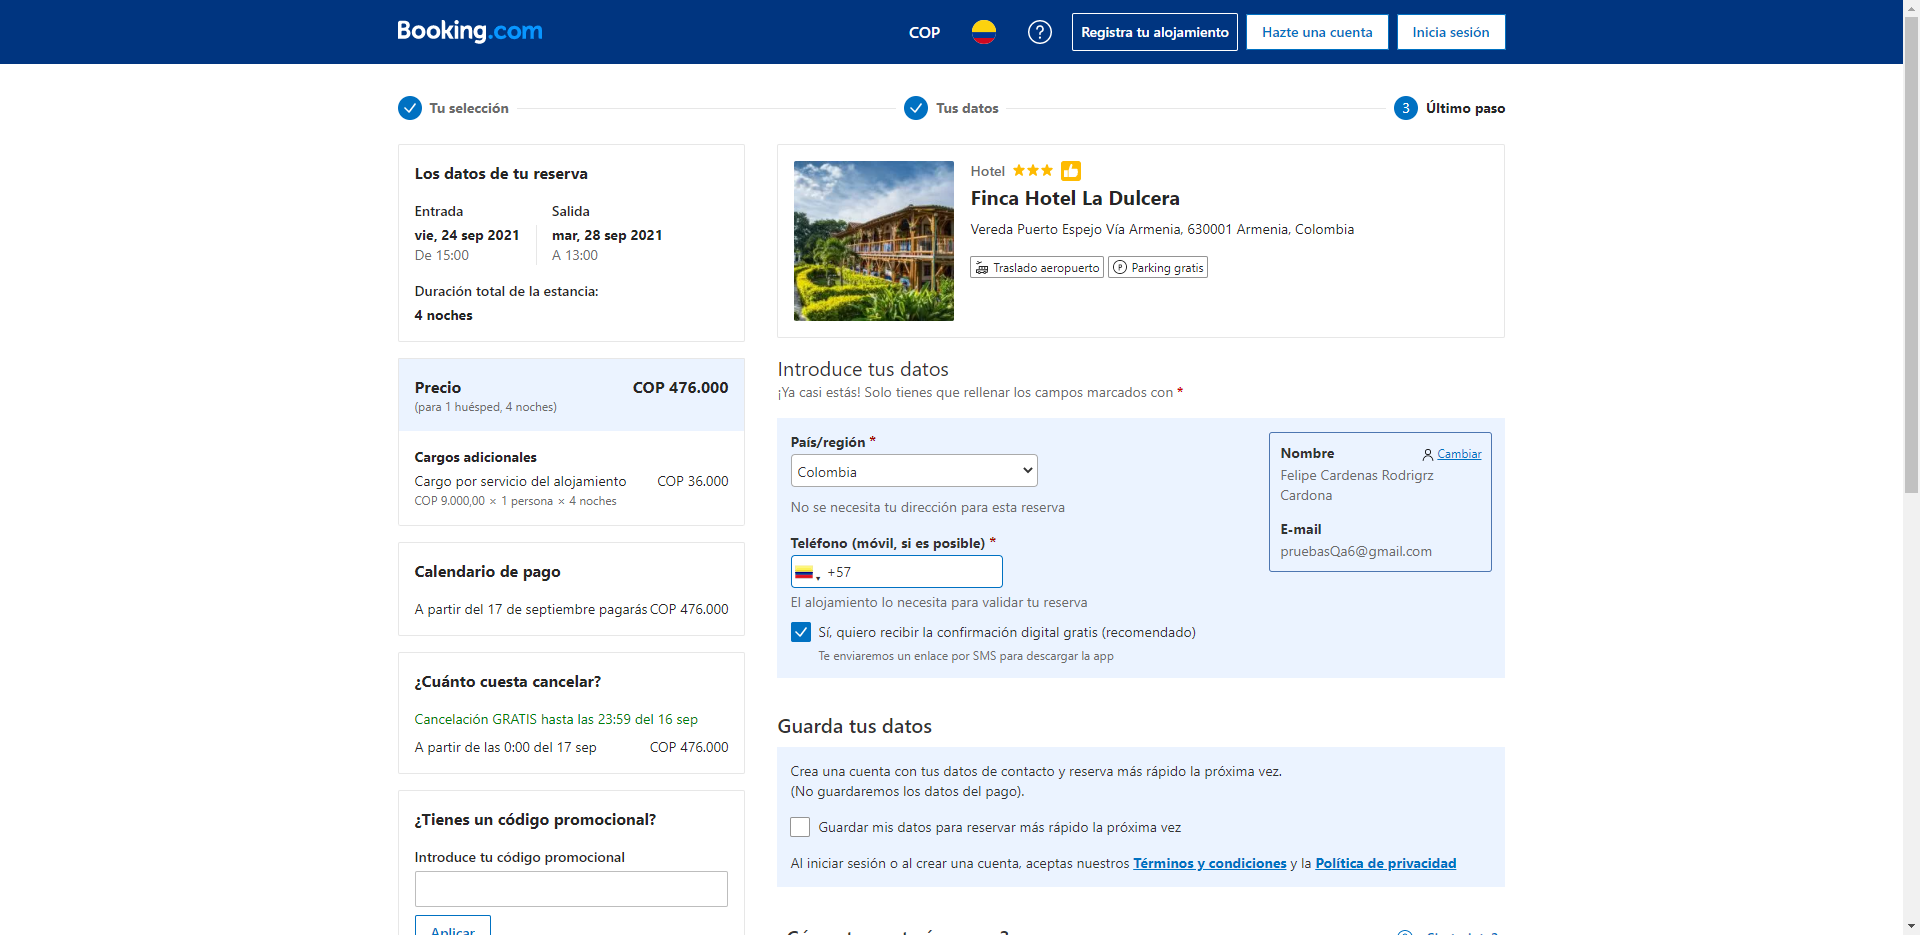 Booking.com
COP
Registra tu alojamiento
Hazte una cuenta
Inicia sesión
Tu selección
Tus datos
3 Último paso
Los datos de tu reserva
Entrada
vie, 24 sep 2021
De 15:00
Salida
mar, 28 sep 2021
A 13:00
Duración total de la estancia:
4 noches
Precio COP 476.000
(para 1 huésped, 4 noches)
Cargos adicionales
Cargo por servicio del alojamiento COP 36.000
COP 9.000,00 × 1 persona × 4 noches
Calendario de pago
A partir del 17 de septiembre pagarás COP 476.000
¿Cuánto cuesta cancelar?
Cancelación GRATIS hasta las 23:59 del 16 sep
A partir de las 0:00 del 17 sep COP 476.000
¿Tienes un código promocional?
Introduce tu código promocional
Aplicar
Hotel
Finca Hotel La Dulcera
Vereda Puerto Espejo Vía Armenia, 630001 Armenia, Colombia
Traslado aeropuerto
Parking gratis
Introduce tus datos
¡Ya casi estás! Solo tienes que rellenar los campos marcados con *
País/región *
Colombia
No se necesita tu dirección para esta reserva
Teléfono (móvil, si es posible) *
+57
El alojamiento lo necesita para validar tu reserva
Sí, quiero recibir la confirmación digital gratis (recomendado)
Te enviaremos un enlace por SMS para descargar la app
Nombre
Cambiar
Felipe Cardenas Rodrigrz
Cardona
E-mail
pruebasQa6@gmail.com
Guarda tus datos
Crea una cuenta con tus datos de contacto y reserva más rápido la próxima vez.
(No guardaremos los datos del pago).
Guardar mis datos para reservar más rápido la próxima vez
Al iniciar sesión o al crear una cuenta, aceptas nuestros Términos y condiciones y la Política de privacidad